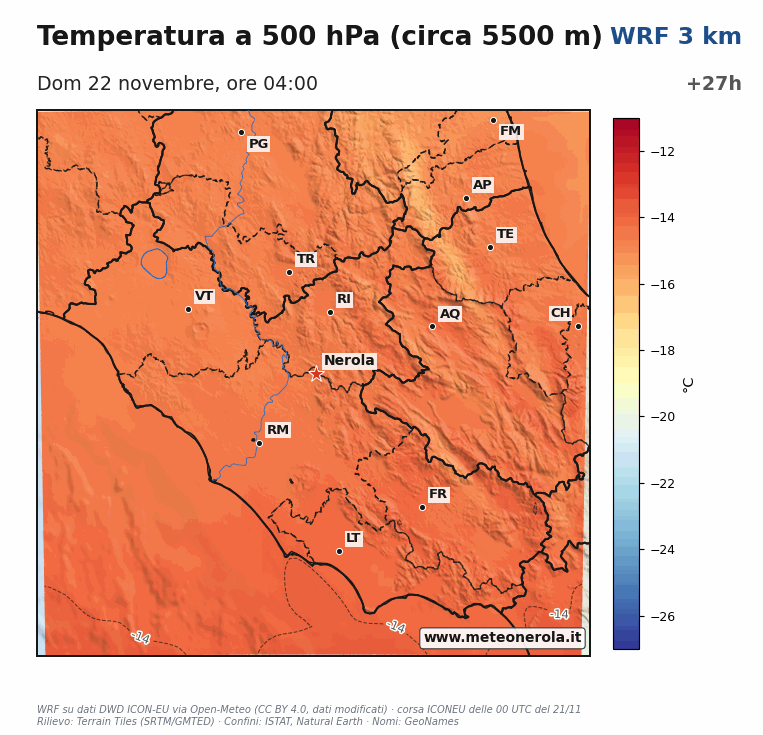 Temperatura a 500 hPa (circa 5500 m) WRF 3 km
Dom 22 novembre, ore 04:00 +27h
FM
PG
AP
TE
TR
VT
RI
AQ
CH
Nerola
RM
FR
LT
-14
-14
-14
www.meteonerola.it
−12
−14
−16
−18
−20
−22
−24
−26
°C
WRF su dati DWD ICON-EU via Open-Meteo (CC BY 4.0, dati modificati) · corsa ICONEU delle 00 UTC del 21/11
Rilievo: Terrain Tiles (SRTM/GMTED) · Confini: ISTAT, Natural Earth · Nomi: GeoNames